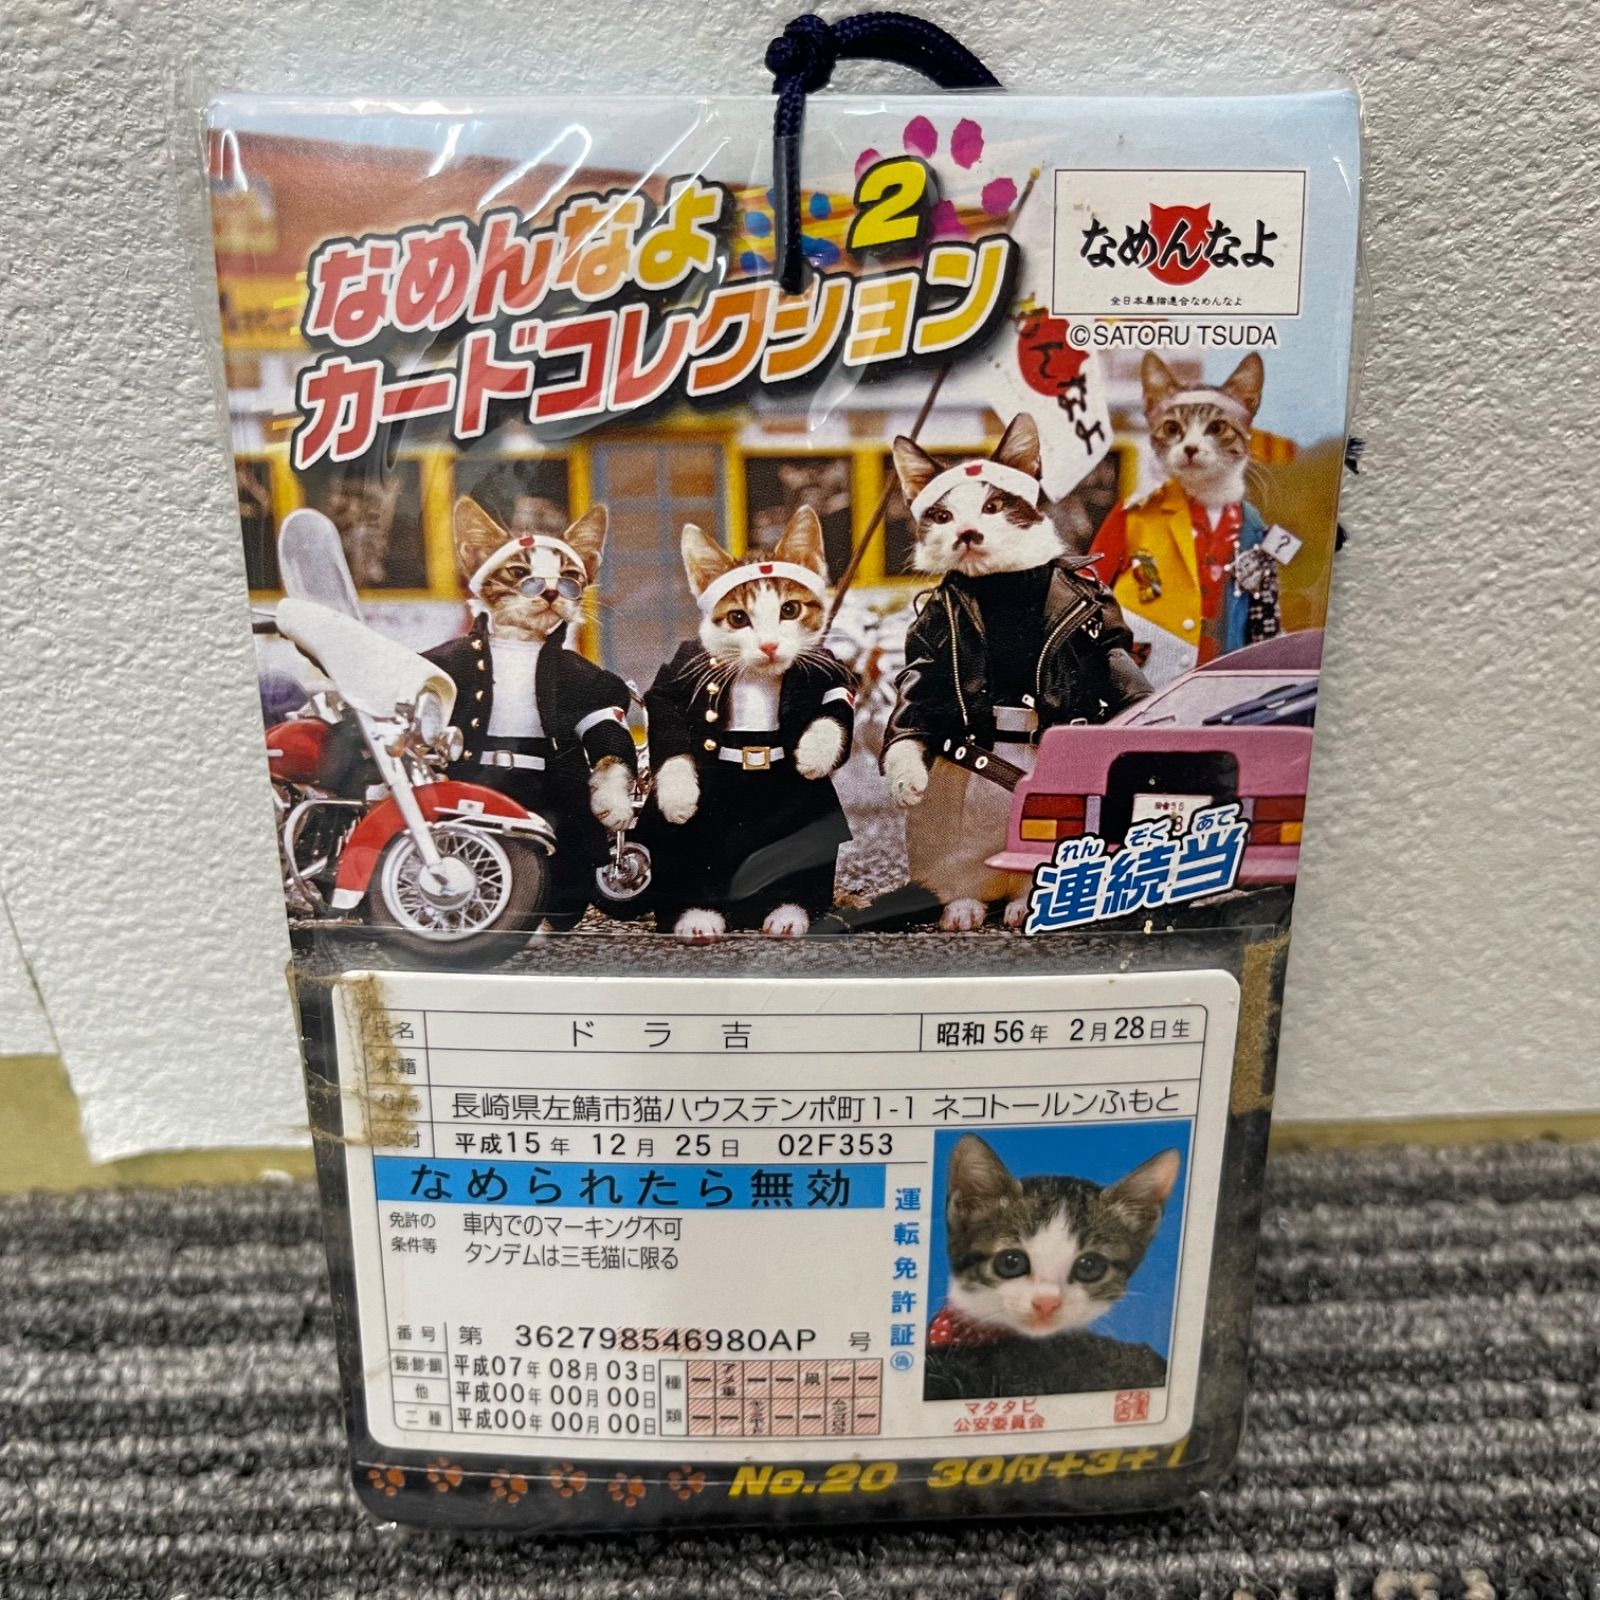 なめんなよ 2
カードコレクション
なめんなよ
全日本暴猫連合なめんなよ
©SATORU TSUDA
?
れん ぞく あて
連続当
氏名 ドラ吉 昭和56年 2月28日生
本籍
住所 長崎県左鯖市猫ハウステンポ町1-1 ネコトールンふもと
交付 平成15年 12月 25日 02F353
なめられたら無効
免許の条件等 車内でのマーキング不可
タンデムは三毛猫に限る
運転免許証
偽
番号 第 362798546980AP 号
平成07年08月03日
他 平成00年00月00日
二種 平成00年00月00日
種類
アメ車
マタタビ
公安委員会
No.20 30付+3+1